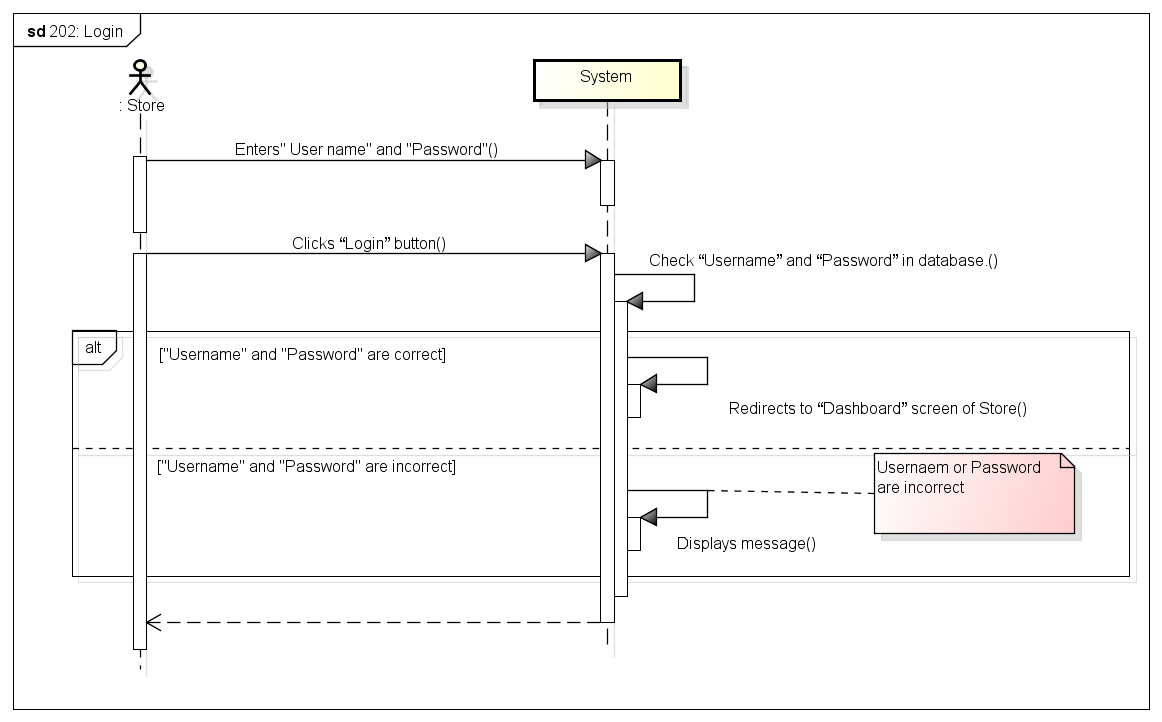 sd 202: Login
: Store
System
Enters" User name" and "Password"()
Clicks “Login” button()
Check “Username” and “Password” in database.()
alt
["Username" and "Password" are correct]
Redirects to “Dashboard” screen of Store()
["Username" and "Password" are incorrect]
Usernaem or Password
are incorrect
Displays message()